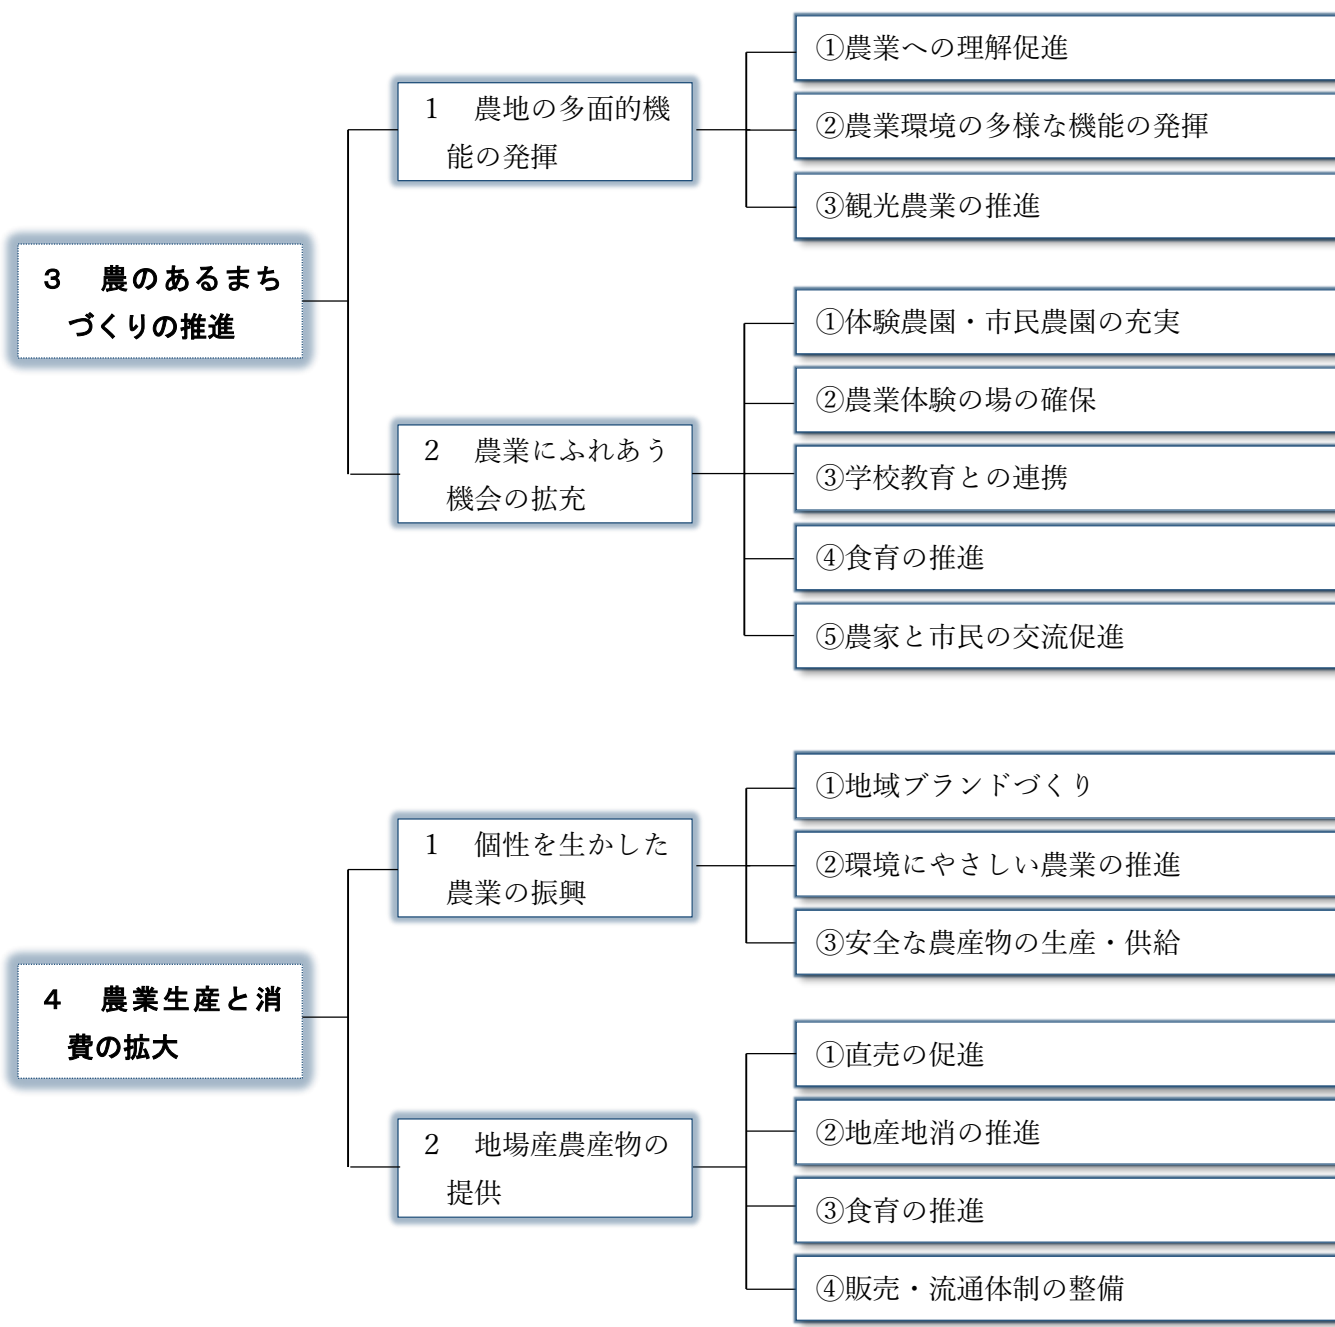 ３　農のあるまち
づくりの推進
１　農地の多面的機
能の発揮
①農業への理解促進
②農業環境の多様な機能の発揮
③観光農業の推進
２　農業にふれあう
機会の拡充
①体験農園・市民農園の充実
②農業体験の場の確保
③学校教育との連携
④食育の推進
⑤農家と市民の交流促進
４　農業生産と消
費の拡大
１　個性を生かした
農業の振興
①地域ブランドづくり
②環境にやさしい農業の推進
③安全な農産物の生産・供給
２　地場産農産物の
提供
①直売の促進
②地産地消の推進
③食育の推進
④販売・流通体制の整備